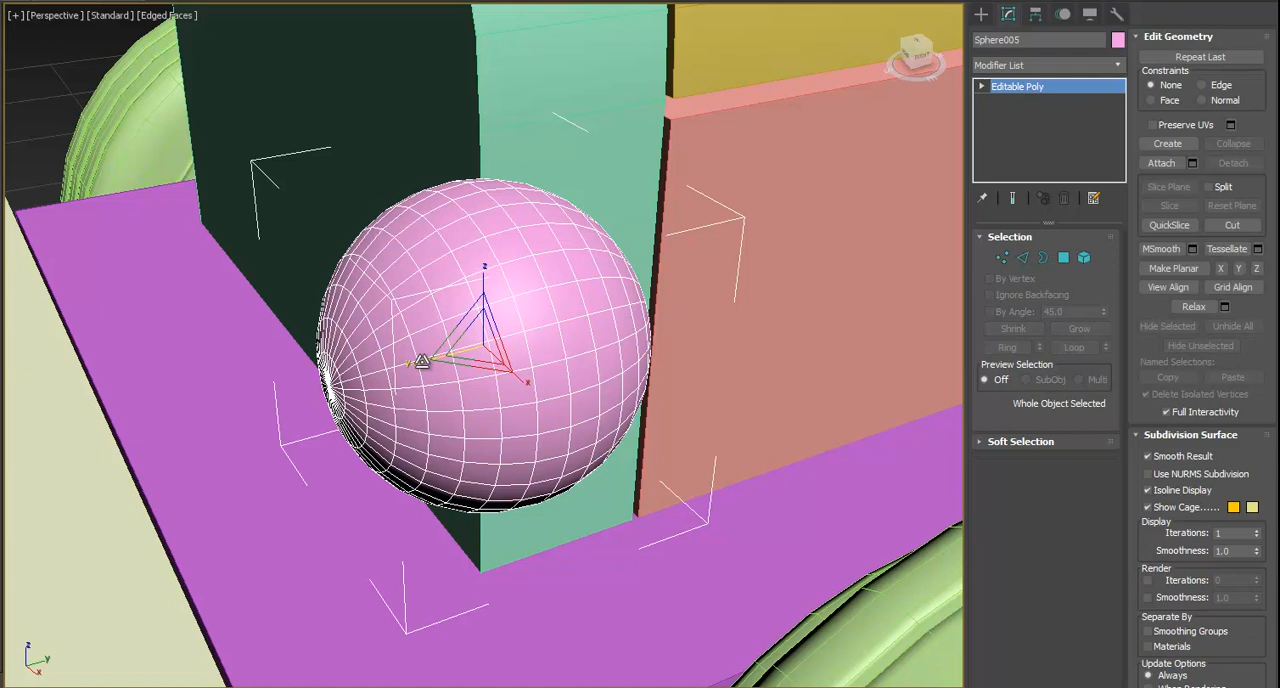 [+] [Perspective] [Standard] [Edged Faces]
z
y
x
z
y
x
Sphere005
Modifier List
Editable Poly
Selection
By Vertex
Ignore Backfacing
By Angle: 45.0
Shrink Grow
Ring Loop
Preview Selection
Off SubObj Multi
Whole Object Selected
Soft Selection
Edit Geometry
Repeat Last
Constraints
None Edge
Face Normal
Preserve UVs
Create Collapse
Attach Detach
Slice Plane Split
Slice Reset Plane
QuickSlice Cut
MSmooth Tessellate
Make Planar X Y Z
View Align Grid Align
Relax
Hide Selected Unhide All
Hide Unselected
Named Selections:
Copy Paste
Delete Isolated Vertices
Full Interactivity
Subdivision Surface
Smooth Result
Use NURMS Subdivision
Isoline Display
Show Cage......
Display
Iterations: 1
Smoothness: 1.0
Render
Iterations: 0
Smoothness: 1.0
Separate By
Smoothing Groups
Materials
Update Options
Always
When Rendering